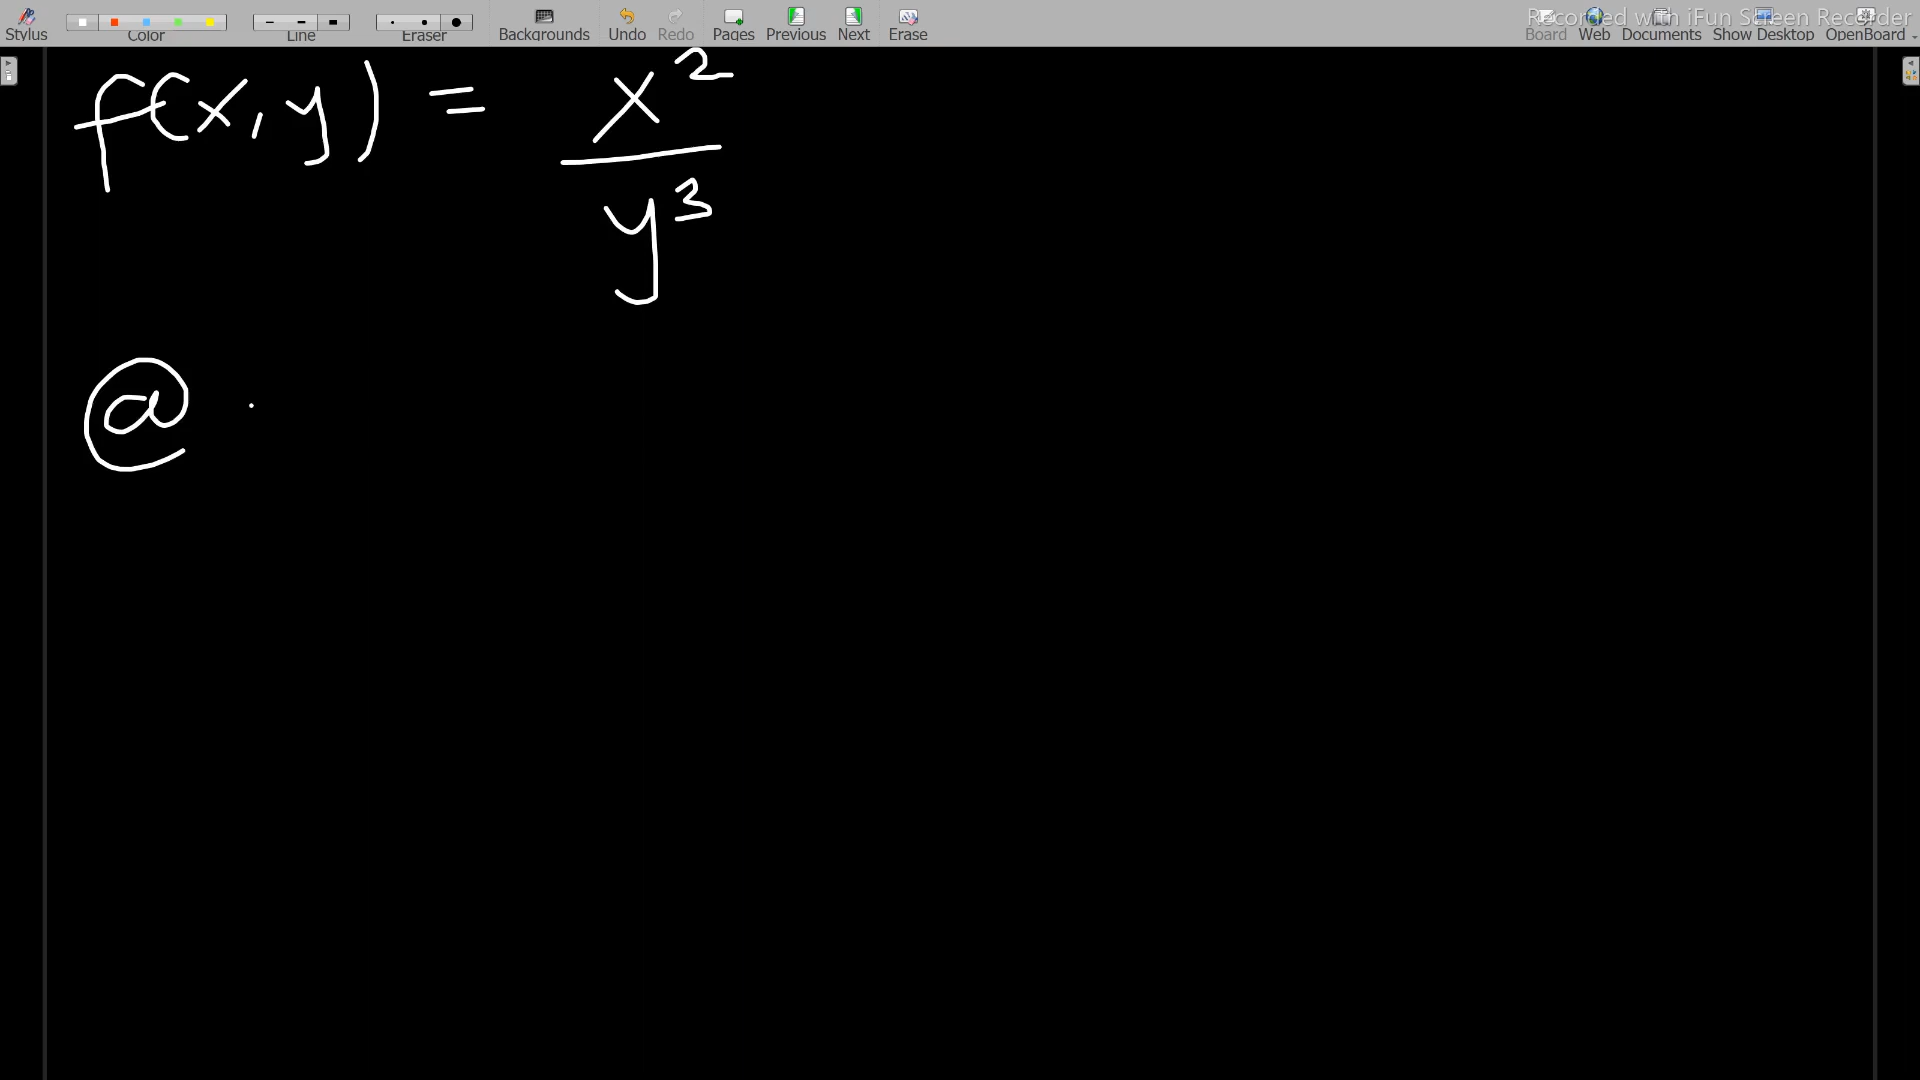 Stylus Color Line Eraser Backgrounds Undo Redo Pages Previous Next Erase Board Web Documents Show Desktop OpenBoard
Recorded with iFun Screen Recorder
f(x, y) = x²/y³
ⓐ